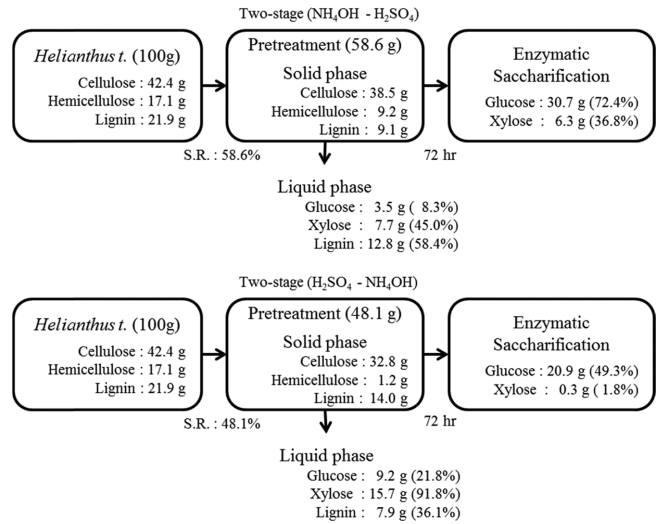 Two-stage (NH₄OH - H₂SO₄)
Helianthus t. (100g)
Cellulose : 42.4 g
Hemicellulose : 17.1 g
Lignin : 21.9 g
Pretreatment (58.6 g)
Solid phase
Cellulose : 38.5 g
Hemicellulose : 9.2 g
Lignin : 9.1 g
Enzymatic
Saccharification
Glucose : 30.7 g (72.4%)
Xylose : 6.3 g (36.8%)
S.R. : 58.6%
72 hr
Liquid phase
Glucose : 3.5 g ( 8.3%)
Xylose : 7.7 g (45.0%)
Lignin : 12.8 g (58.4%)
Two-stage (H₂SO₄ - NH₄OH)
Helianthus t. (100g)
Cellulose : 42.4 g
Hemicellulose : 17.1 g
Lignin : 21.9 g
Pretreatment (48.1 g)
Solid phase
Cellulose : 32.8 g
Hemicellulose : 1.2 g
Lignin : 14.0 g
Enzymatic
Saccharification
Glucose : 20.9 g (49.3%)
Xylose : 0.3 g ( 1.8%)
S.R. : 48.1%
72 hr
Liquid phase
Glucose : 9.2 g (21.8%)
Xylose : 15.7 g (91.8%)
Lignin : 7.9 g (36.1%)